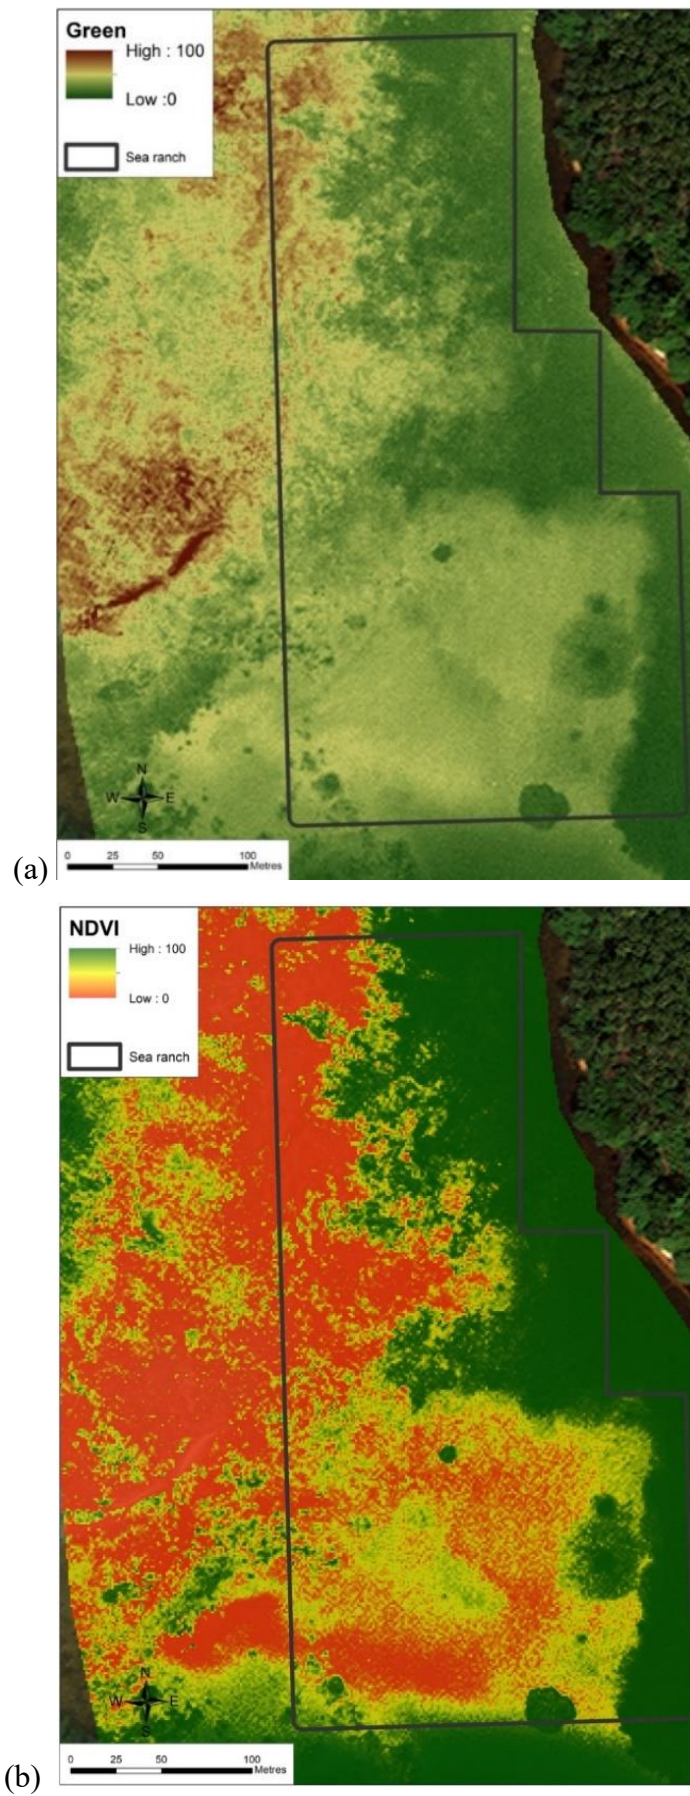 Green
High : 100
Low :0
Sea ranch
N
W E
S
0 25 50 100
Metres
(a)
NDVI
High : 100
Low : 0
Sea ranch
N
W E
S
0 25 50 100
Metres
(b)